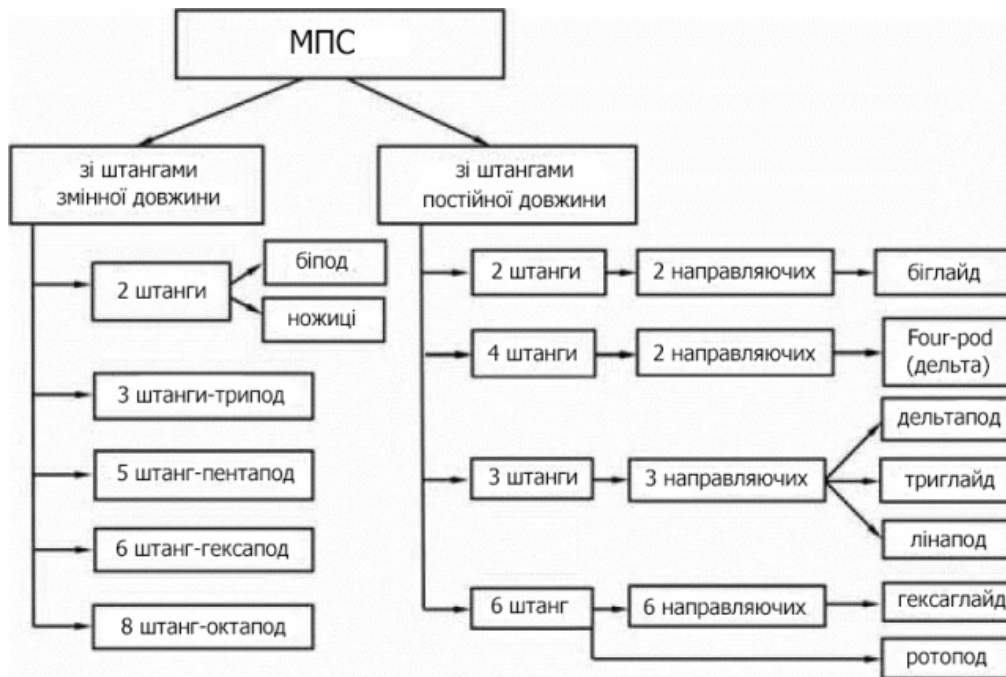 МПС
зі штангами
змінної довжини
2 штанги
біпод
ножиці
3 штанги-трипод
5 штанг-пентапод
6 штанг-гексапод
8 штанг-октапод
зі штангами
постійної довжини
2 штанги
2 направляючих
біглайд
4 штанги
2 направляючих
Four-pod
(дельта)
3 штанги
3 направляючих
дельтапод
триглайд
лінапод
6 штанг
6 направляючих
гексаглайд
ротопод